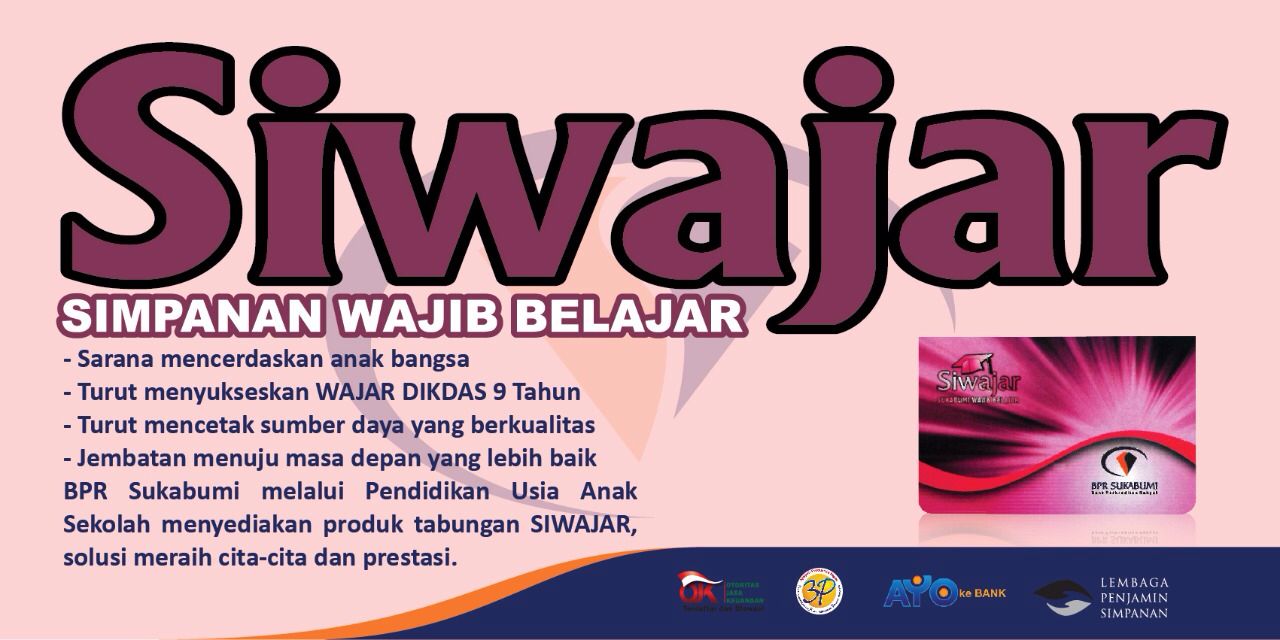 Siwajar
SIMPANAN WAJIB BELAJAR
- Sarana mencerdaskan anak bangsa
- Turut menyukseskan WAJAR DIKDAS 9 Tahun
- Turut mencetak sumber daya yang berkualitas
- Jembatan menuju masa depan yang lebih baik
BPR Sukabumi melalui Pendidikan Usia Anak
Sekolah menyediakan produk tabungan SIWAJAR,
solusi meraih cita-cita dan prestasi.
Siwajar
SUKABUMI WAJIB BELAJAR
BPR SUKABUMI
Bank Perkreditan Rakyat
OJK
OTORITAS
JASA
KEUANGAN
Terdaftar dan Diawasi
3P
AYO ke BANK
LEMBAGA
PENJAMIN
SIMPANAN